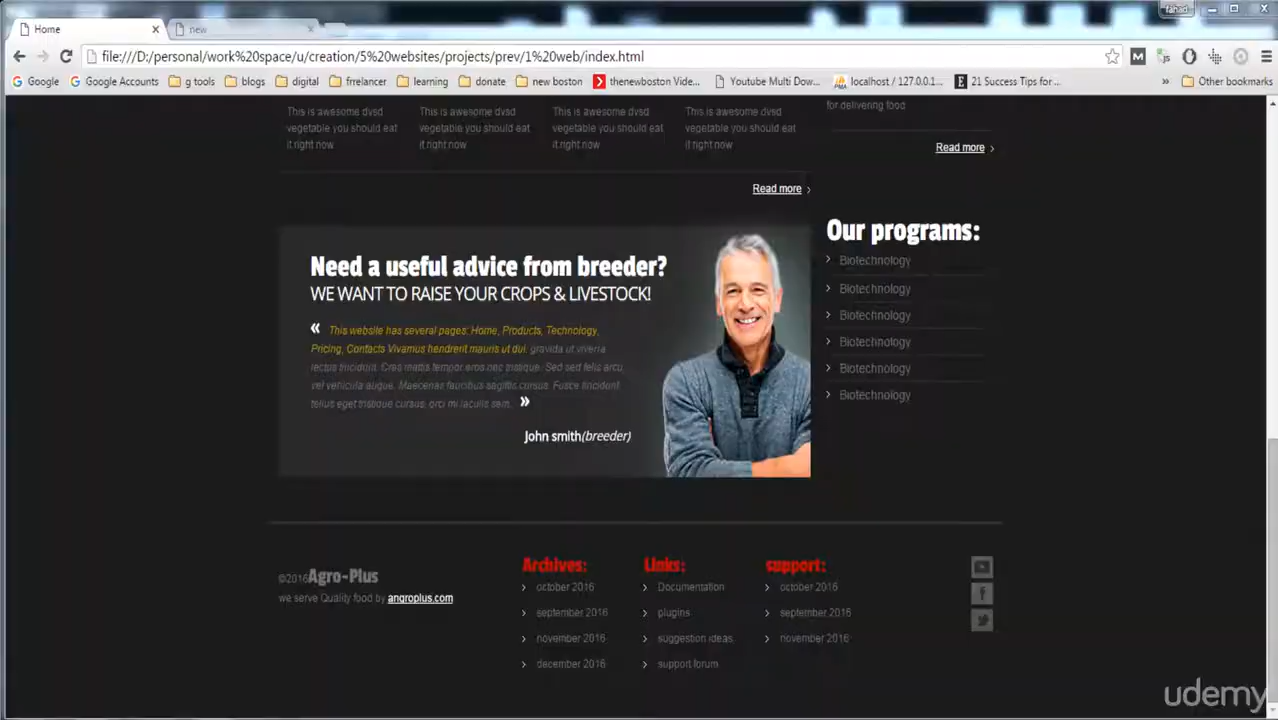 fahad
Home
new
file:///D:/personal/work%20space/u/creation/5%20websites/projects/prev/1%20web/index.html
Google
Google Accounts
g tools
blogs
digital
frrelancer
learning
donate
new boston
thenewboston Vide...
Youtube Multi Dow...
localhost / 127.0.0.1...
21 Success Tips for...
»
Other bookmarks
This is awesome dvsd
vegetable you should eat
it right now
This is awesome dvsd
vegetable you should eat
it right now
This is awesome dvsd
vegetable you should eat
it right now
This is awesome dvsd
vegetable you should eat
it right now
Read more
for delivering food
Read more
Need a useful advice from breeder?
WE WANT TO RAISE YOUR CROPS & LIVESTOCK!
« This website has several pages: Home, Products, Technology,
Pricing, Contacts Vivamus hendrerit mauris ut dui. gravida ut viverra
lectus tincidunt. Cras mattis tempor eros nec tristique. Sed sed felis arcu,
vel vehicula augue. Maecenas faucibus sagittis cursus. Fusce tincidunt,
tellus eget tristique cursus, orci mi iaculis sem. »
John smith(breeder)
Our programs:
Biotechnology
Biotechnology
Biotechnology
Biotechnology
Biotechnology
Biotechnology
©2016Agro-Plus
we serve Quality food by angroplus.com
Archives:
october 2016
september 2016
november 2016
december 2016
Links:
Documentation
plugins
suggestion ideas
support forum
support:
october 2016
september 2016
november 2016
udemy